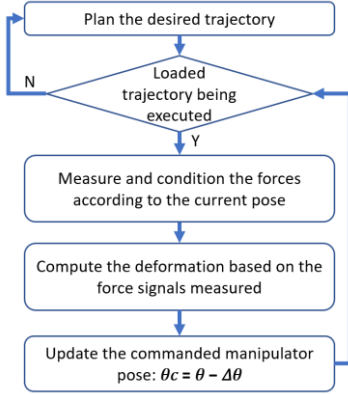 Plan the desired trajectory
N
Loaded
trajectory being
executed
Y
Measure and condition the forces
according to the current pose
Compute the deformation based on the
force signals measured
Update the commanded manipulator
pose: θc = θ – Δθ